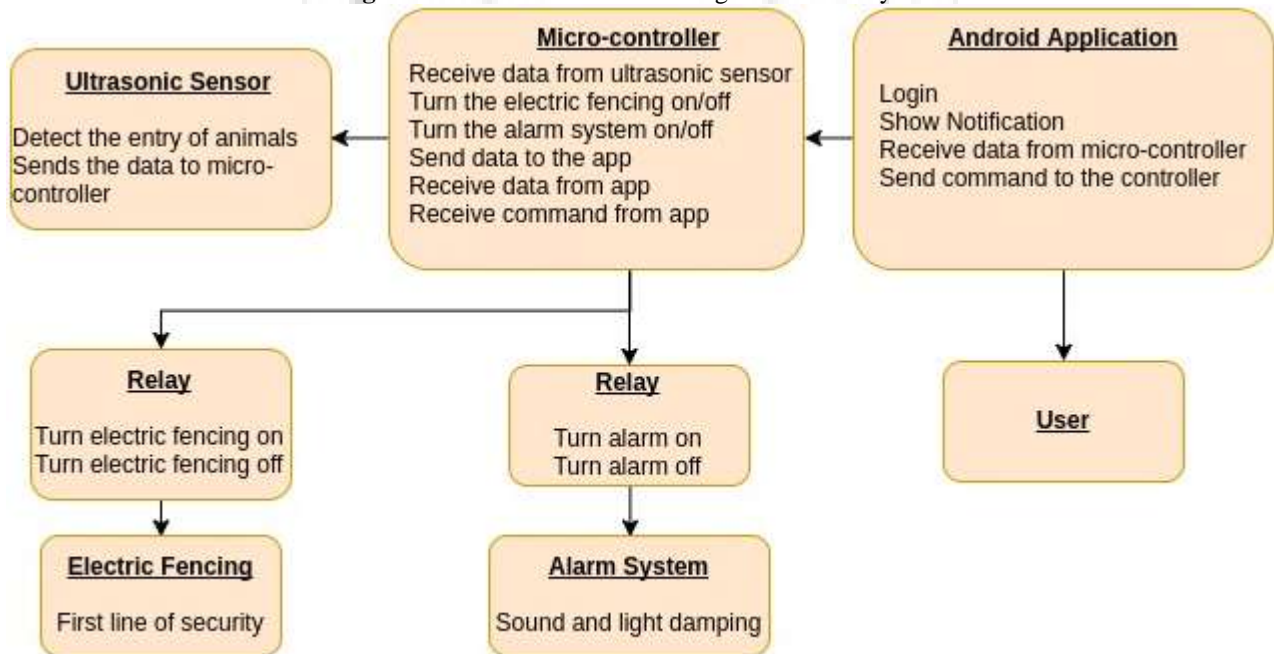 Ultrasonic Sensor
Detect the entry of animals
Sends the data to micro-
controller
Micro-controller
Receive data from ultrasonic sensor
Turn the electric fencing on/off
Turn the alarm system on/off
Send data to the app
Receive data from app
Receive command from app
Android Application
Login
Show Notification
Receive data from micro-controller
Send command to the controller
Relay
Turn electric fencing on
Turn electric fencing off
Relay
Turn alarm on
Turn alarm off
User
Electric Fencing
First line of security
Alarm System
Sound and light damping